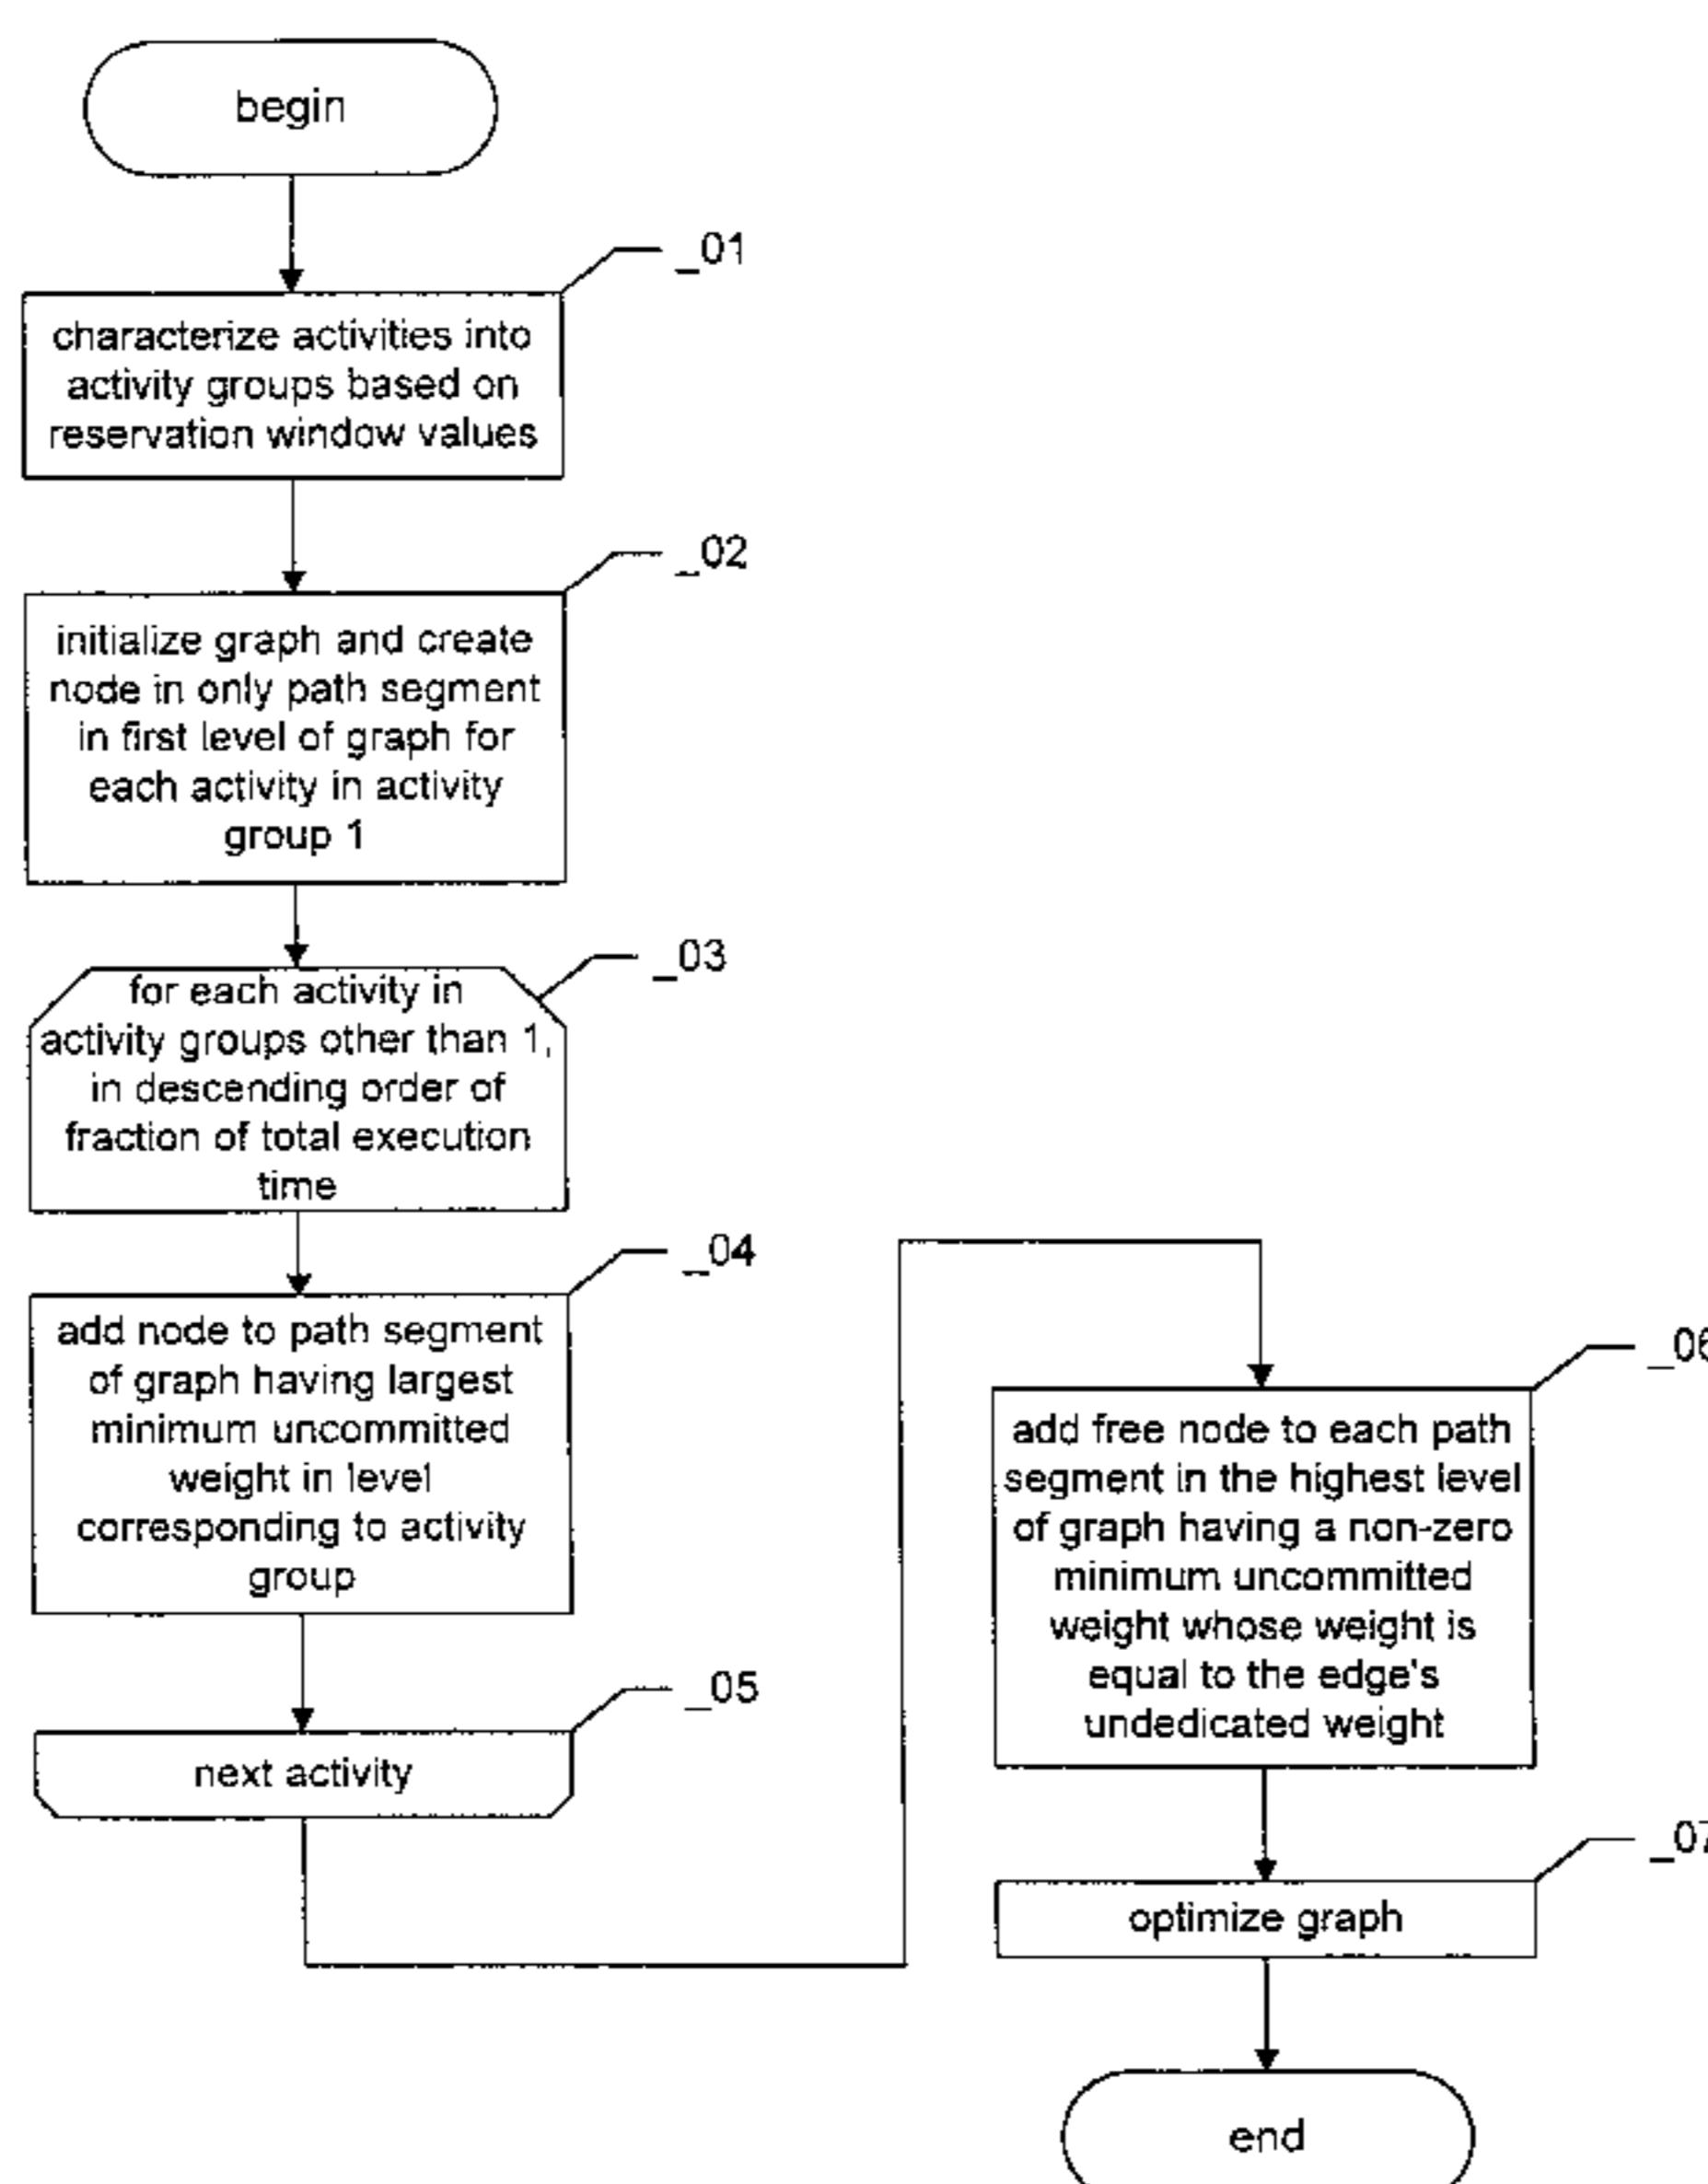 begin
_01
characterize activities into
activity groups based on
reservation window values
_02
initialize graph and create
node in only path segment
in first level of graph for
each activity in activity
group 1
_03
for each activity in
activity groups other than 1,
in descending order of
fraction of total execution
time
_04
add node to path segment
of graph having largest
minimum uncommitted
weight in level
corresponding to activity
group
_05
next activity
_06
add free node to each path
segment in the highest level
of graph having a non-zero
minimum uncommitted
weight whose weight is
equal to the edge's
undedicated weight
_07
optimize graph
end